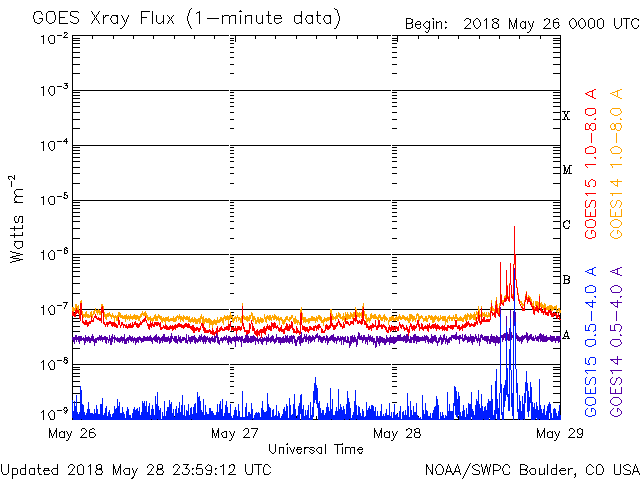 GOES Xray Flux (1-minute data)
Begin: 2018 May 26 0000 UTC
10⁻²
10⁻³
10⁻⁴
10⁻⁵
10⁻⁶
10⁻⁷
10⁻⁸
10⁻⁹
Watts m⁻²
X
M
C
B
A
GOES15 1.0-8.0 A
GOES14 1.0-8.0 A
GOES15 0.5-4.0 A
GOES14 0.5-4.0 A
May 26
May 27
May 28
May 29
Universal Time
Updated 2018 May 28 23:59:12 UTC
NOAA/SWPC Boulder, CO USA